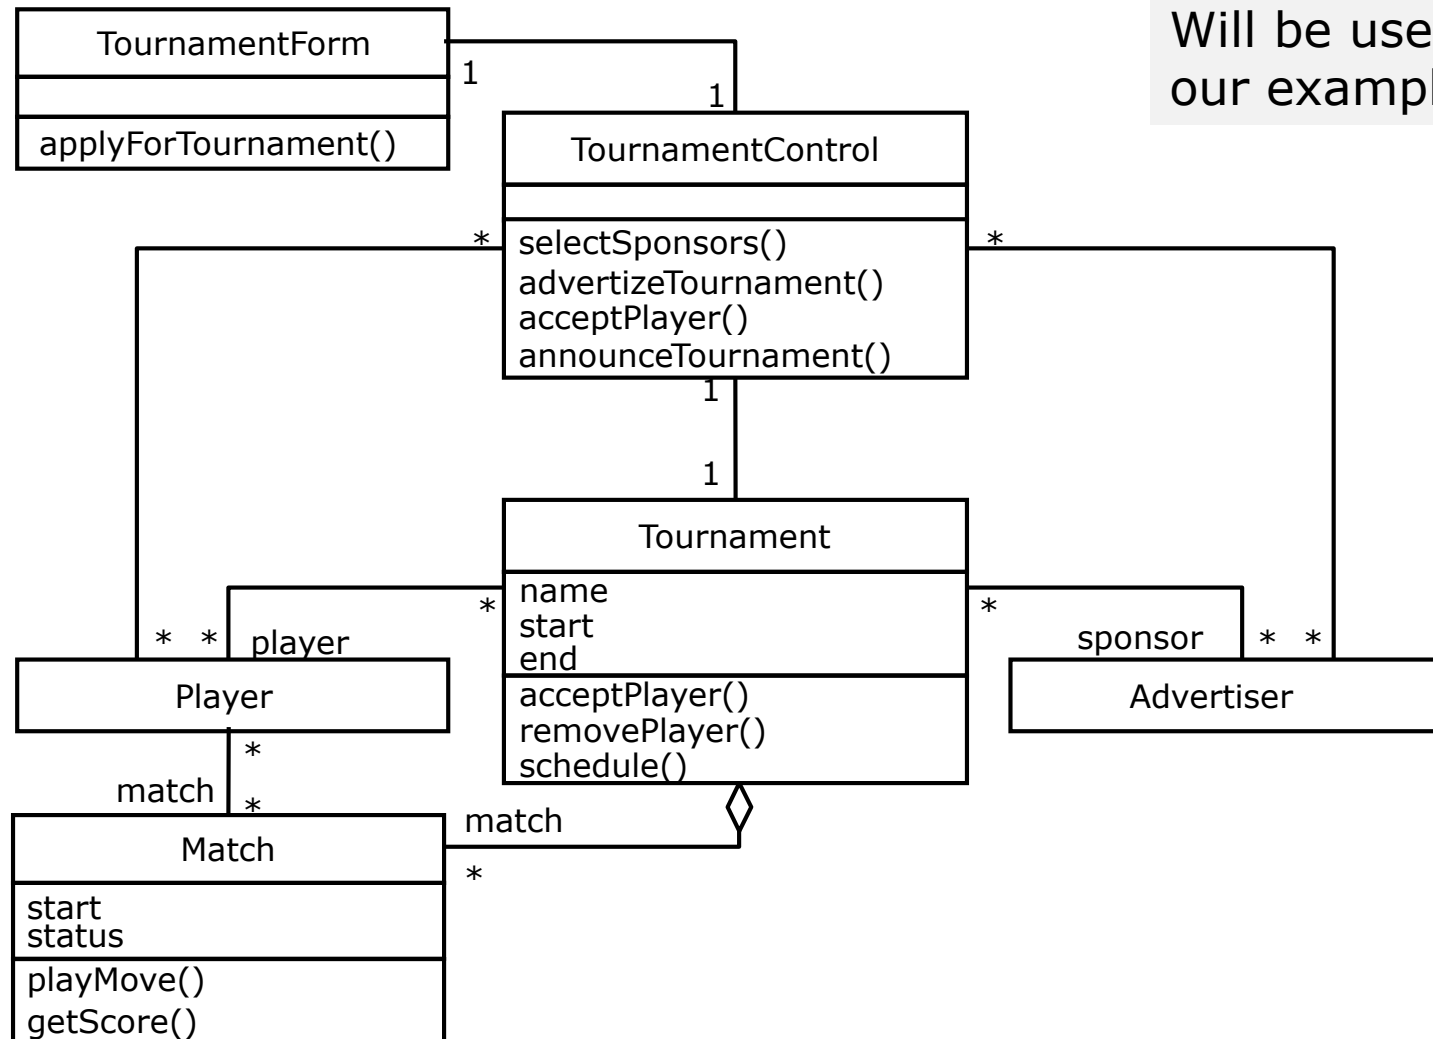 TournamentForm
applyForTournament()
1
1
Will be use
our exampl
TournamentControl
selectSponsors()
advertizeTournament()
acceptPlayer()
announceTournament()
*
*
1
1
Tournament
name
start
end
acceptPlayer()
removePlayer()
schedule()
*
*
* * player
sponsor * *
Player
Advertiser
*
match *
match
*
Match
start
status
playMove()
getScore()